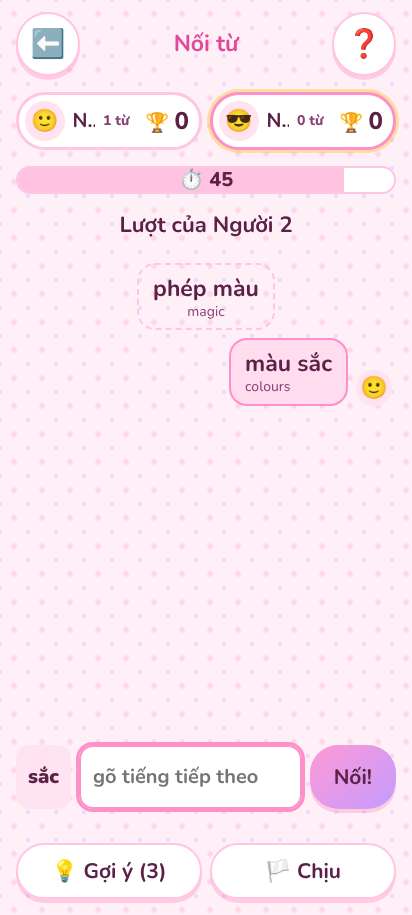 Nối từ
N.. 1 từ 🏆 0
N.. 0 từ 🏆 0
⏱️ 45
Lượt của Người 2
phép màu
magic
màu sắc
colours
sắc
gõ tiếng tiếp theo
Nối!
💡 Gợi ý (3)
🏳️ Chịu